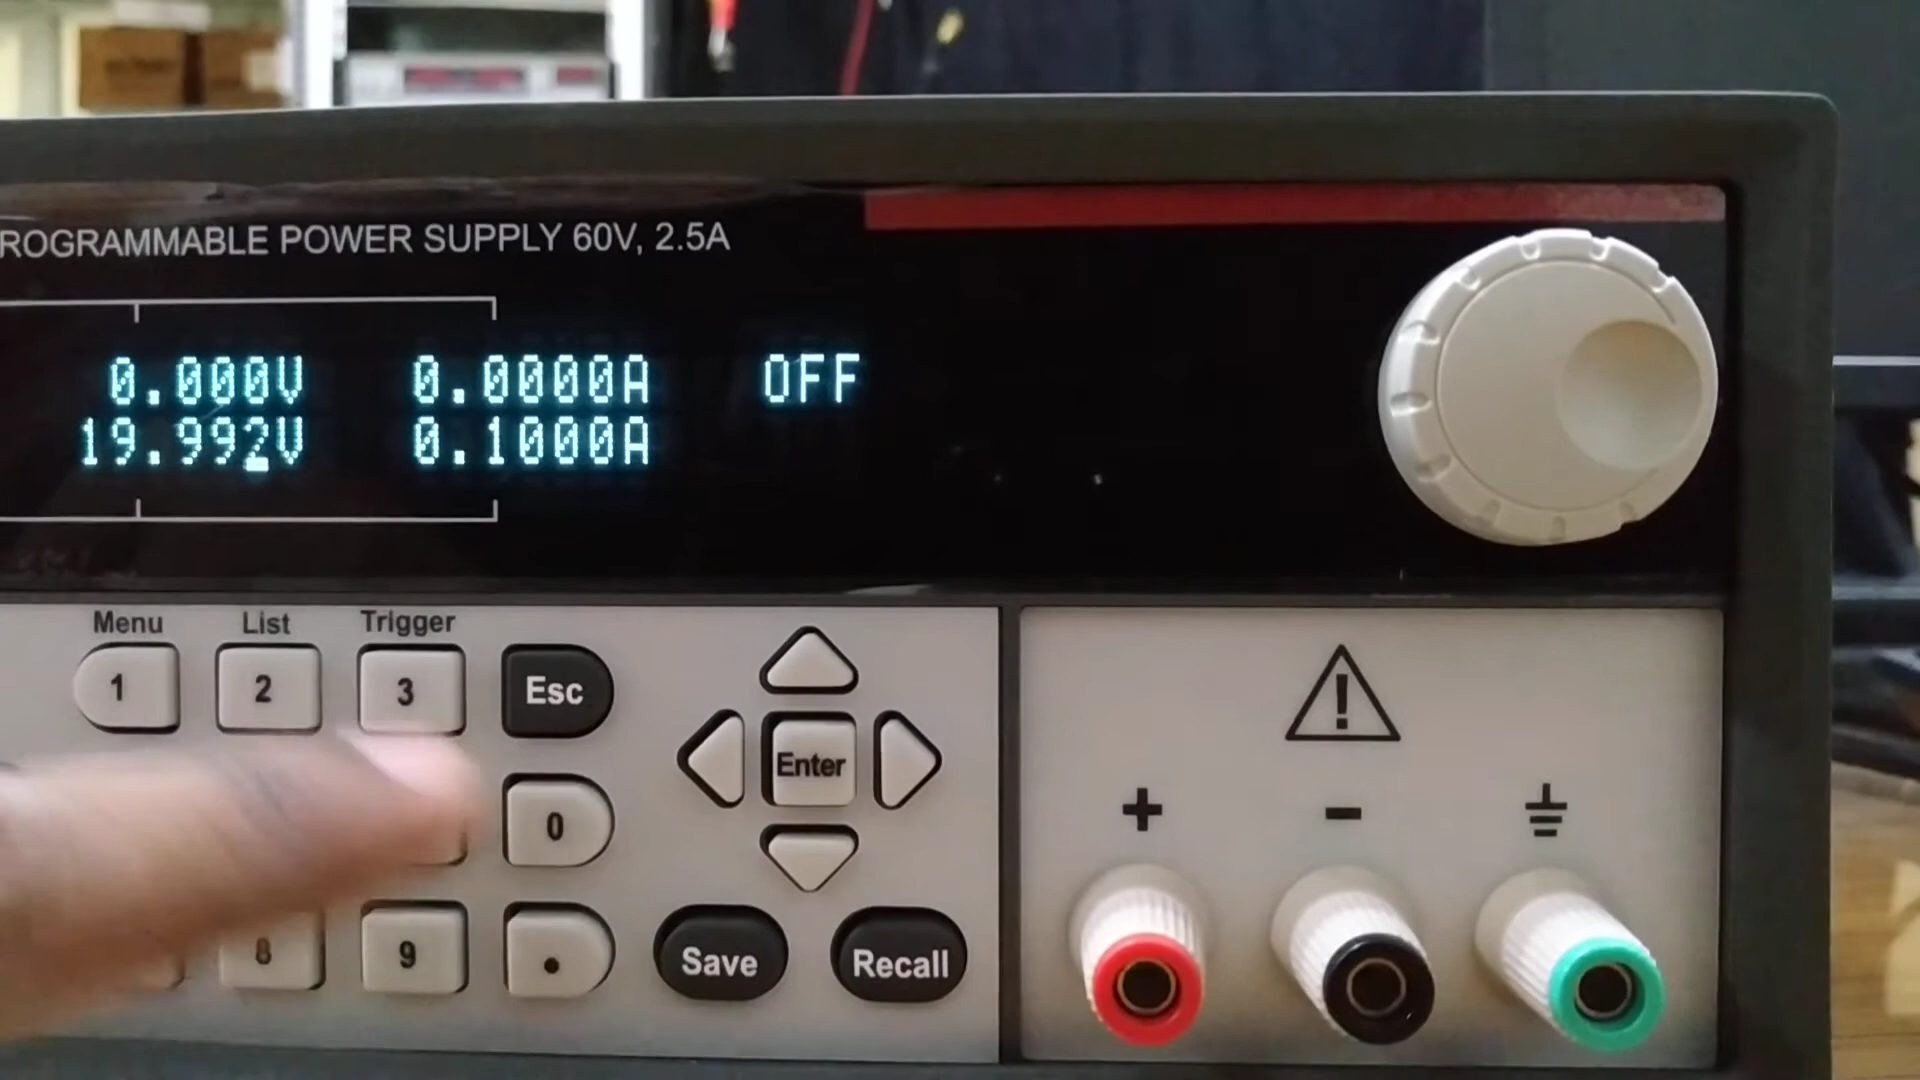 ROGRAMMABLE POWER SUPPLY 60V, 2.5A
0.000V 0.0000A OFF
19.992V 0.1000A
Menu List Trigger
1 2 3 Esc
Enter
0
+ -
8 9 .
Save Recall